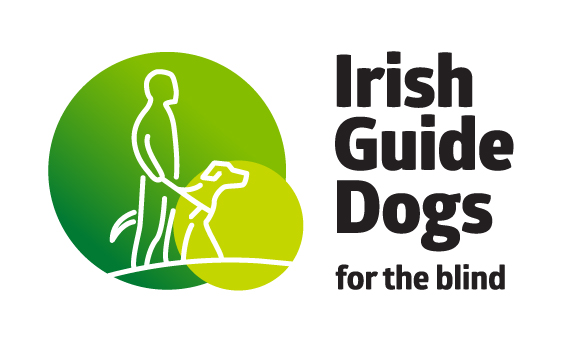 Irish
Guide
Dogs
for the blind